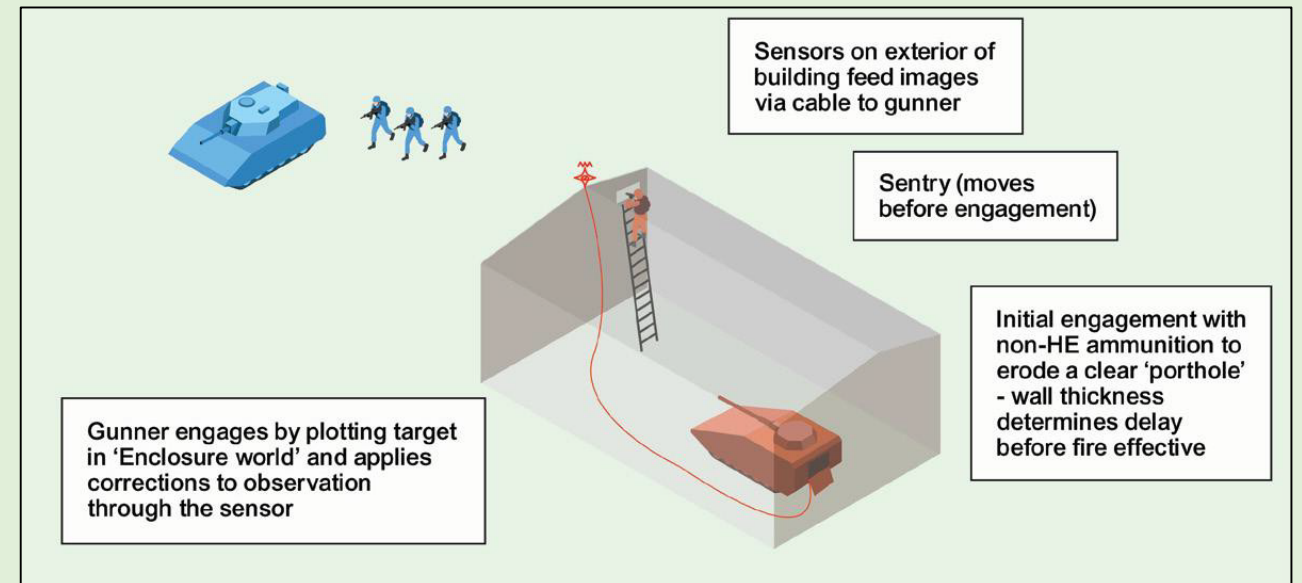 Sensors on exterior of
building feed images
via cable to gunner
Sentry (moves
before engagement)
Initial engagement with
non-HE ammunition to
erode a clear ‘porthole’
- wall thickness
determines delay
before fire effective
Gunner engages by plotting target
in ‘Enclosure world’ and applies
corrections to observation
through the sensor